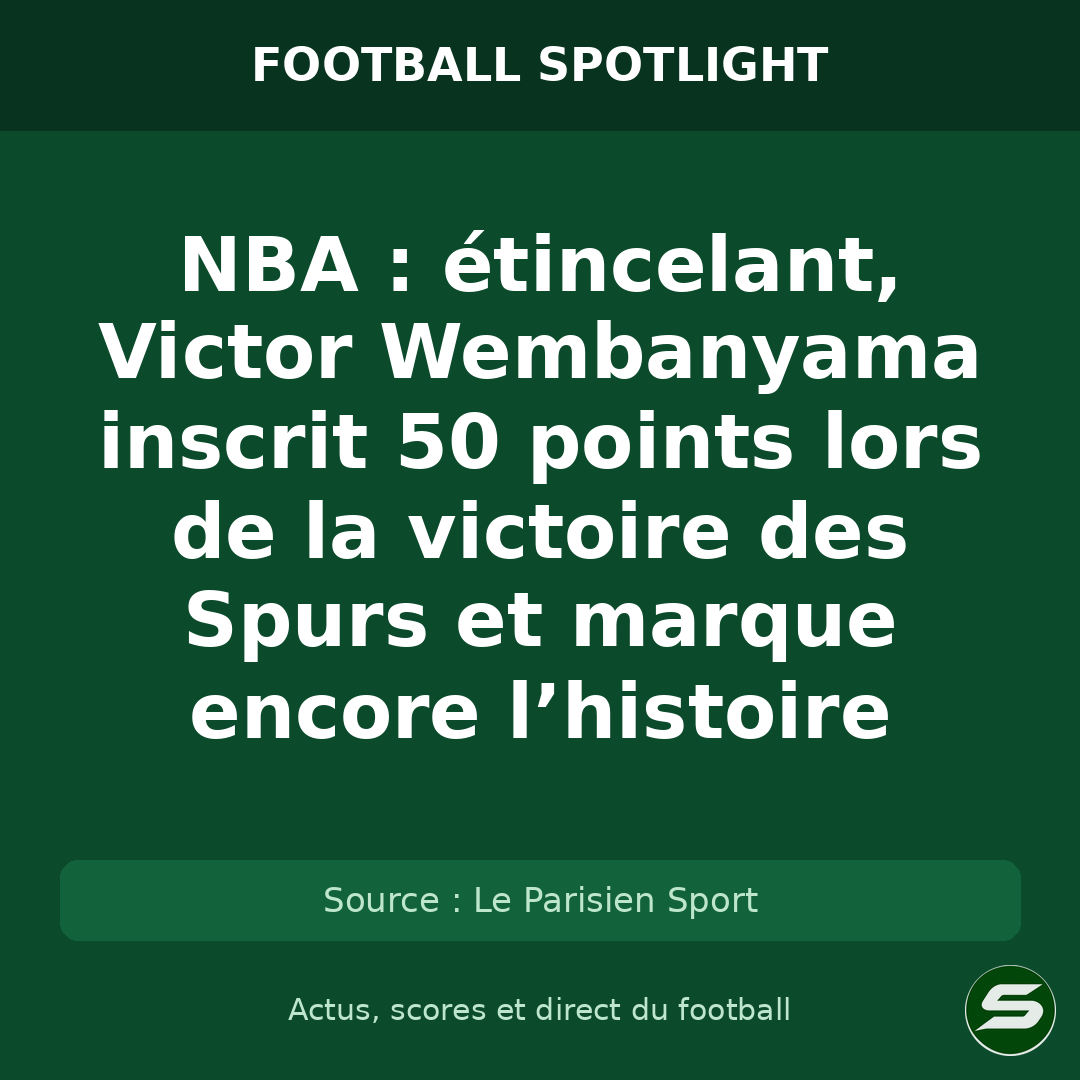 FOOTBALL SPOTLIGHT
NBA : étincelant,
Victor Wembanyama
inscrit 50 points lors
de la victoire des
Spurs et marque
encore l’histoire
Source : Le Parisien Sport
Actus, scores et direct du football
S